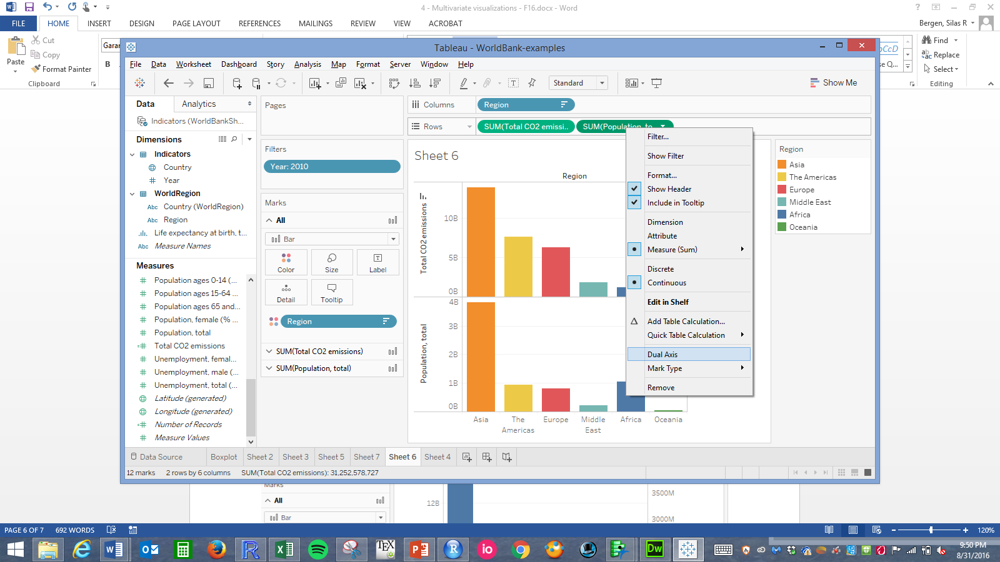 4 - Multivariate visualizations - F16.docx - Word
FILE HOME INSERT DESIGN PAGE LAYOUT REFERENCES MAILINGS REVIEW VIEW ACROBAT
Bergen, Silas R
Paste
Cut
Copy
Format Painter
Clipboard
Garar
B
Find
Replace
Select
Editing
Tableau - WorldBank-examples
File Data Worksheet Dashboard Story Analysis Map Format Server Window Help
Standard
Show Me
Data Analytics
Indicators (WorldBankSh...
Dimensions
Indicators
Country
Year
WorldRegion
Abc Country (WorldRegion)
Abc Region
Life expectancy at birth, t...
Abc Measure Names
Measures
Population ages 0-14 (...
Population ages 15-64 ...
Population ages 65 and...
Population, female (% ...
Population, total
Total CO2 emissions
Unemployment, femal...
Unemployment, male (...
Unemployment, total (...
Latitude (generated)
Longitude (generated)
Number of Records
Measure Values
Pages
Filters
Year: 2010
Marks
All
Bar
Color Size Label
Detail Tooltip
Region
SUM(Total CO2 emissions)
SUM(Population, total)
Columns
Region
Rows
SUM(Total CO2 emissi..
SUM(Population, to
Sheet 6
Region
Total CO2 emissions
10B
5B
0B
Population, total
4B
3B
2B
1B
0B
Asia
The Americas
Europe
Middle East
Africa
Oceania
Filter...
Show Filter
Format...
Show Header
Include in Tooltip
Dimension
Attribute
Measure (Sum)
Discrete
Continuous
Edit in Shelf
Add Table Calculation...
Quick Table Calculation
Dual Axis
Mark Type
Remove
Region
Asia
The Americas
Europe
Middle East
Africa
Oceania
Data Source Boxplot Sheet 2 Sheet 3 Sheet 5 Sheet 7 Sheet 6 Sheet 4
12 marks 2 rows by 6 columns SUM(Total CO2 emissions): 31,252,578,727
Marks
All
Bar
12B
3500M
3000M
PAGE 6 OF 7 692 WORDS
120%
9:50 PM
8/31/2016